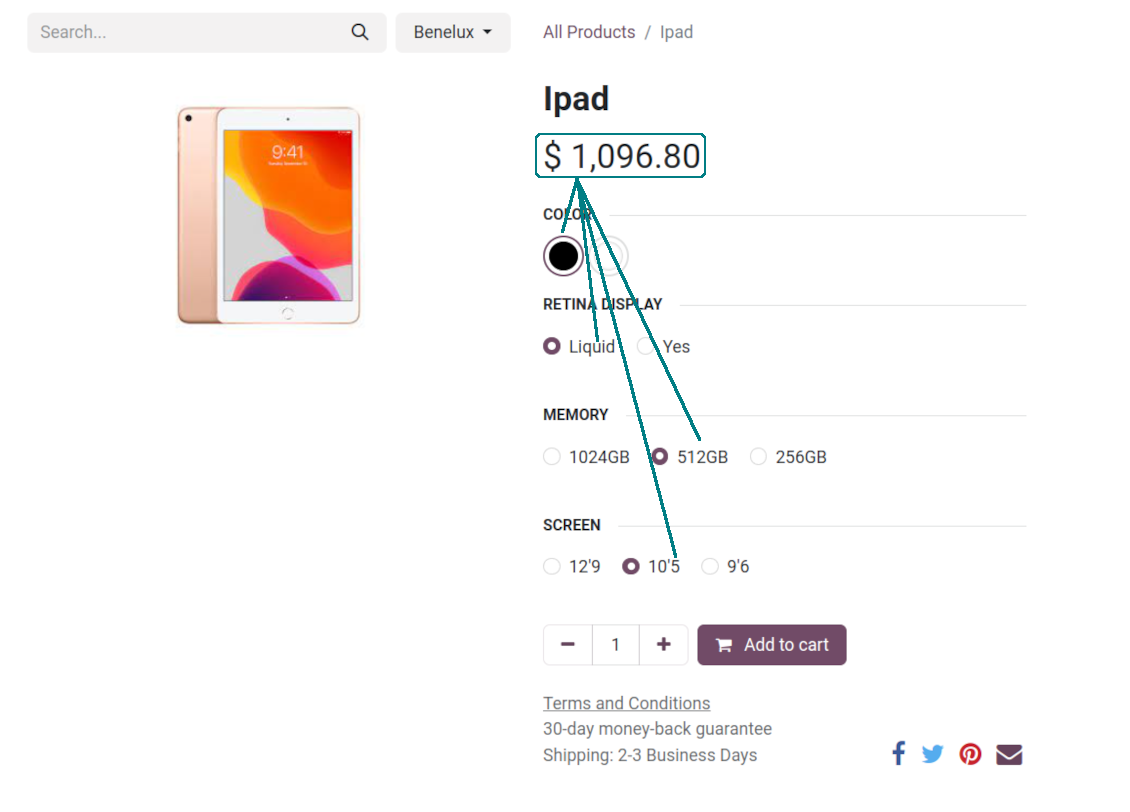 Search...
Benelux
All Products / Ipad
9:41
Ipad
$ 1,096.80
COLOR
RETINA DISPLAY
Liquid
Yes
MEMORY
1024GB
512GB
256GB
SCREEN
12'9
10'5
9'6
1
Add to cart
Terms and Conditions
30-day money-back guarantee
Shipping: 2-3 Business Days